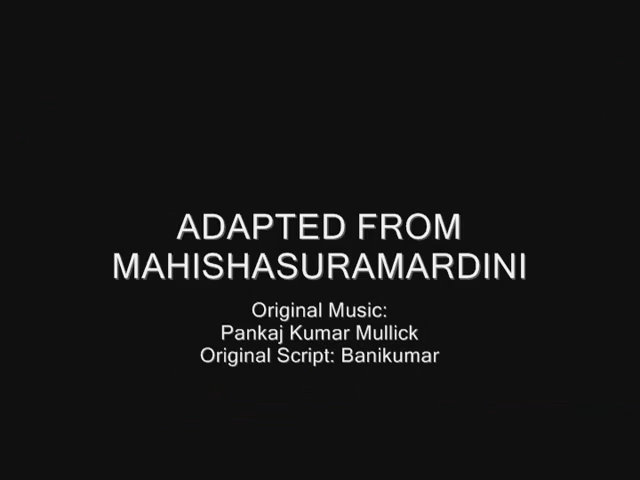 ADAPTED FROM
MAHISHASURAMARDINI
Original Music:
Pankaj Kumar Mullick
Original Script: Banikumar